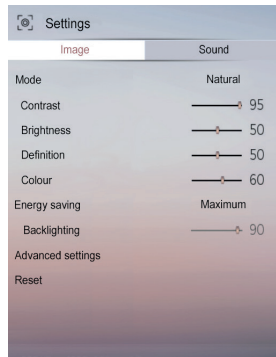 Settings
Image Sound
Mode Natural
Contrast 95
Brightness 50
Definition 50
Colour 60
Energy saving Maximum
Backlighting 90
Advanced settings
Reset